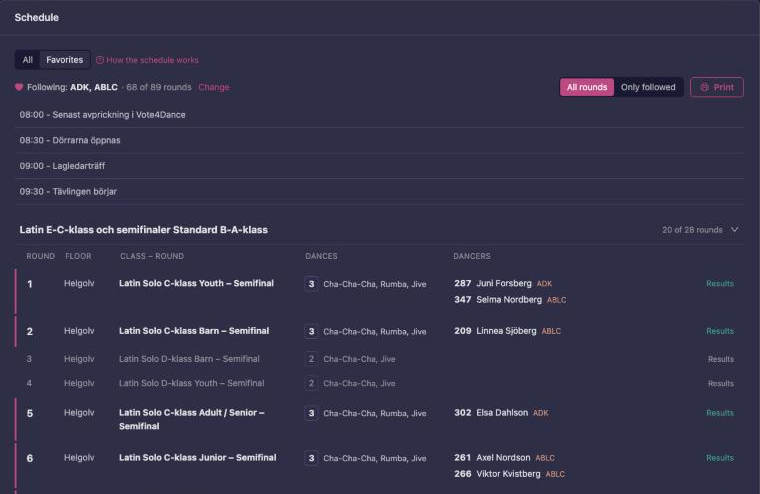 Schedule
All Favorites How the schedule works
Following: ADK, ABLC · 68 of 89 rounds Change All rounds Only followed Print
08:00 - Senast avprickning i Vote4Dance
08:30 - Dörrarna öppnas
09:00 - Lagledarträff
09:30 - Tävlingen börjar
Latin E-C-klass och semifinaler Standard B-A-klass 20 of 28 rounds
ROUND FLOOR CLASS – ROUND DANCES DANCERS
1 Helgolv Latin Solo C-klass Youth – Semifinal 3 Cha-Cha-Cha, Rumba, Jive 287 Juni Forsberg ADK Results
347 Selma Nordberg ABLC
2 Helgolv Latin Solo C-klass Barn – Semifinal 3 Cha-Cha-Cha, Rumba, Jive 209 Linnea Sjöberg ABLC Results
3 Helgolv Latin Solo D-klass Barn – Semifinal 2 Cha-Cha-Cha, Jive Results
4 Helgolv Latin Solo D-klass Youth – Semifinal 2 Cha-Cha-Cha, Jive Results
5 Helgolv Latin Solo C-klass Adult / Senior – 3 Cha-Cha-Cha, Rumba, Jive 302 Elsa Dahlson ADK Results
Semifinal
6 Helgolv Latin Solo C-klass Junior – Semifinal 3 Cha-Cha-Cha, Rumba, Jive 261 Axel Nordson ABLC Results
266 Viktor Kvistberg ABLC